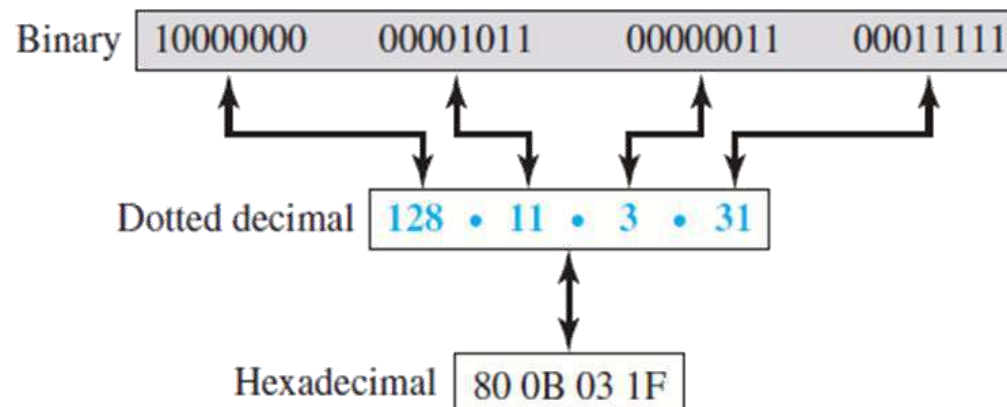 Binary 10000000 00001011 00000011 00011111
Dotted decimal 128 • 11 • 3 • 31
Hexadecimal 80 0B 03 1F